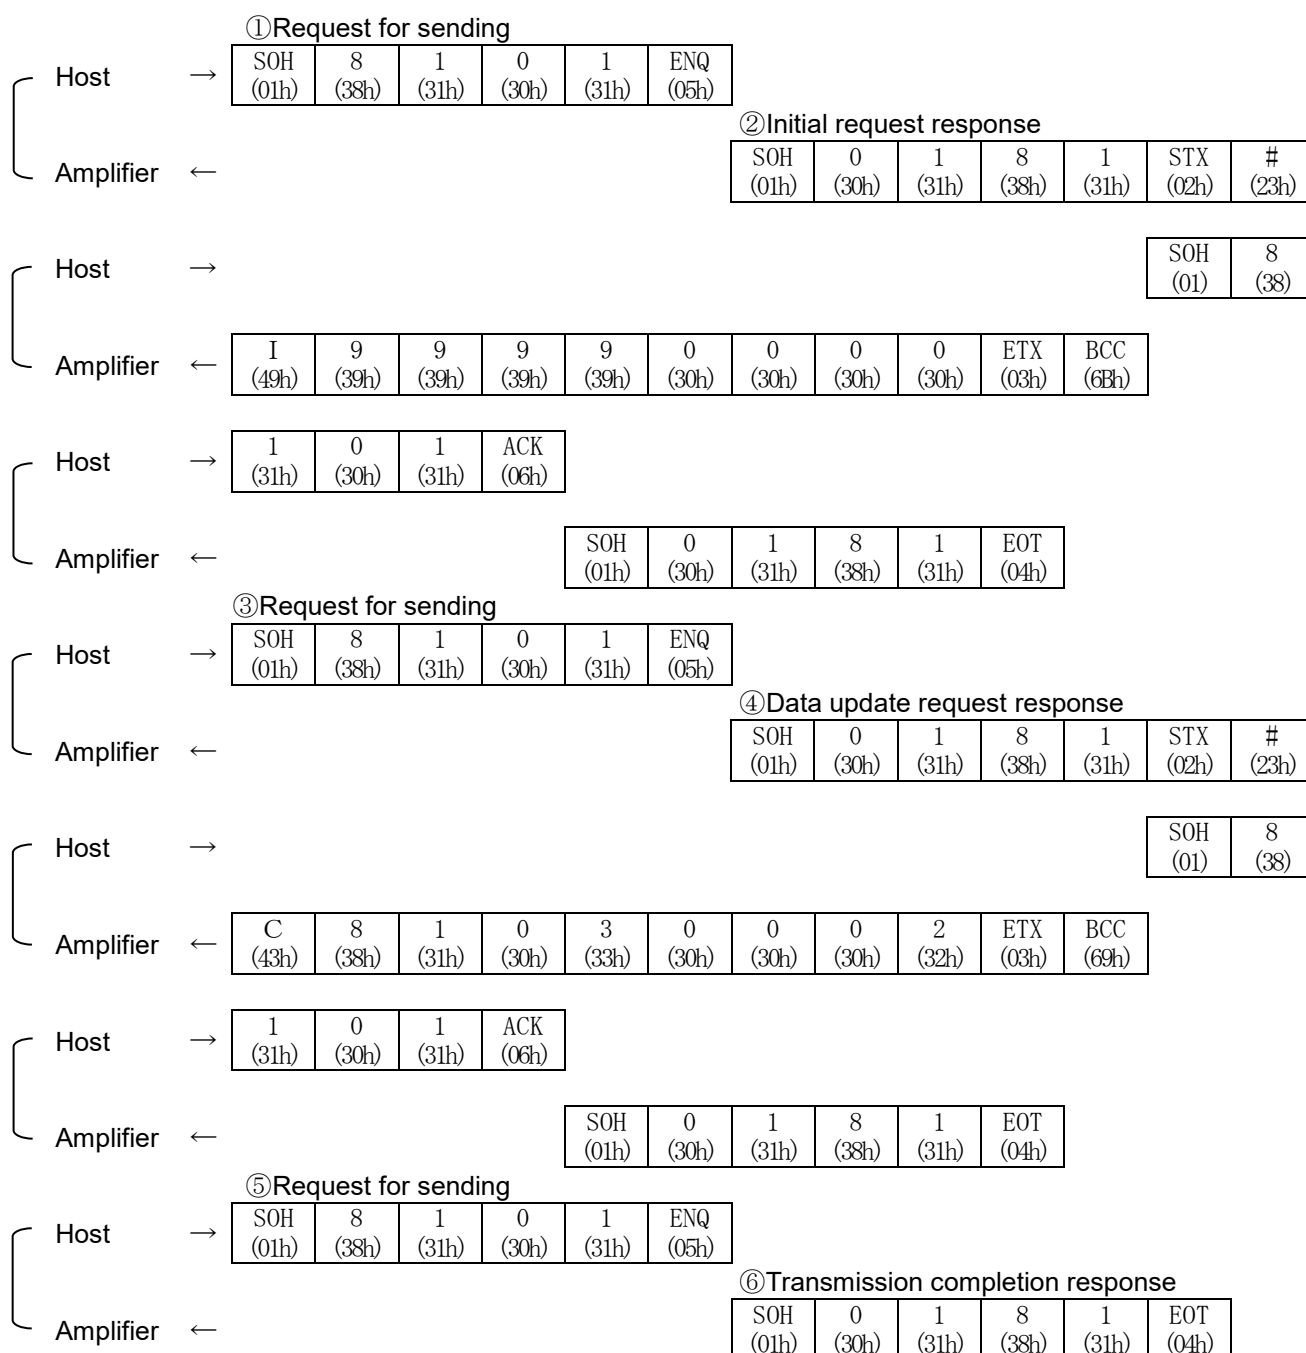 ①Request for sending
Host → SOH 8 1 0 1 ENQ
(01h) (38h) (31h) (30h) (31h) (05h)
②Initial request response
Amplifier ← SOH 0 1 8 1 STX #
(01h) (30h) (31h) (38h) (31h) (02h) (23h)
Host → SOH 8
(01) (38)
Amplifier ← I 9 9 9 9 0 0 0 0 ETX BCC
(49h) (39h) (39h) (39h) (39h) (30h) (30h) (30h) (30h) (03h) (6Bh)
Host → 1 0 1 ACK
(31h) (30h) (31h) (06h)
Amplifier ← SOH 0 1 8 1 EOT
(01h) (30h) (31h) (38h) (31h) (04h)
③Request for sending
Host → SOH 8 1 0 1 ENQ
(01h) (38h) (31h) (30h) (31h) (05h)
④Data update request response
Amplifier ← SOH 0 1 8 1 STX #
(01h) (30h) (31h) (38h) (31h) (02h) (23h)
Host → SOH 8
(01) (38)
Amplifier ← C 8 1 0 3 0 0 0 2 ETX BCC
(43h) (38h) (31h) (30h) (33h) (30h) (30h) (30h) (32h) (03h) (69h)
Host → 1 0 1 ACK
(31h) (30h) (31h) (06h)
Amplifier ← SOH 0 1 8 1 EOT
(01h) (30h) (31h) (38h) (31h) (04h)
⑤Request for sending
Host → SOH 8 1 0 1 ENQ
(01h) (38h) (31h) (30h) (31h) (05h)
⑥Transmission completion response
Amplifier ← SOH 0 1 8 1 EOT
(01h) (30h) (31h) (38h) (31h) (04h)